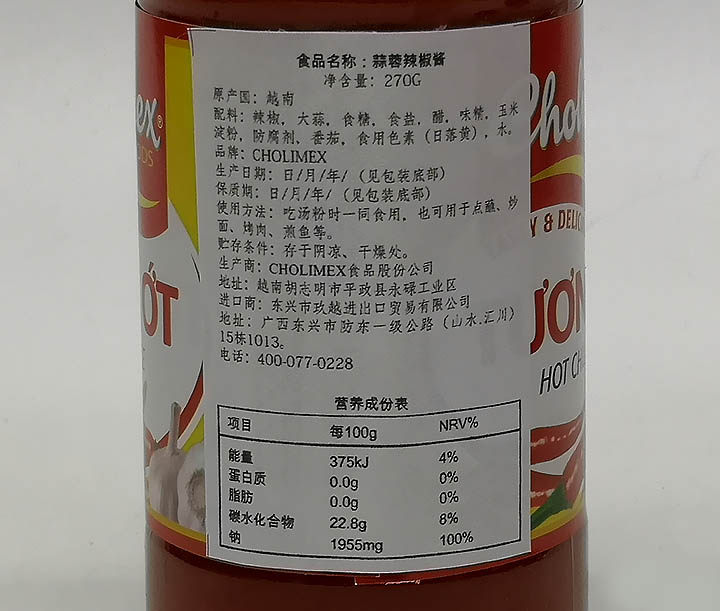 食品名称：蒜蓉辣椒酱
净含量：270G
原产国：越南
配料：辣椒，大蒜，食糖，食盐，醋，味精，玉米
淀粉，防腐剂、番茄，食用色素（日落黄），水。
品牌：CHOLIMEX
生产日期：日/月/年/（见包装底部）
保质期：日/月/年/（见包装底部）
使用方法：吃汤粉时一同食用，也可用于点蘸、炒
面、烤肉、煎鱼等。
贮存条件：存于阴凉、干燥处。
生产商：CHOLIMEX食品股份公司
地址：越南胡志明市平政县永碌工业区
进口商：东兴市玖越进出口贸易有限公司
地址：广西东兴市防东一级公路（山水.汇川）
15栋1013。
电话：400-077-0228
营养成份表
项目 每100g NRV%
能量 375kJ 4%
蛋白质 0.0g 0%
脂肪 0.0g 0%
碳水化合物 22.8g 8%
钠 1955mg 100%
ex®
ODS
ỚT
Chol
Y & DELIC
ƯƠN
HOT CH